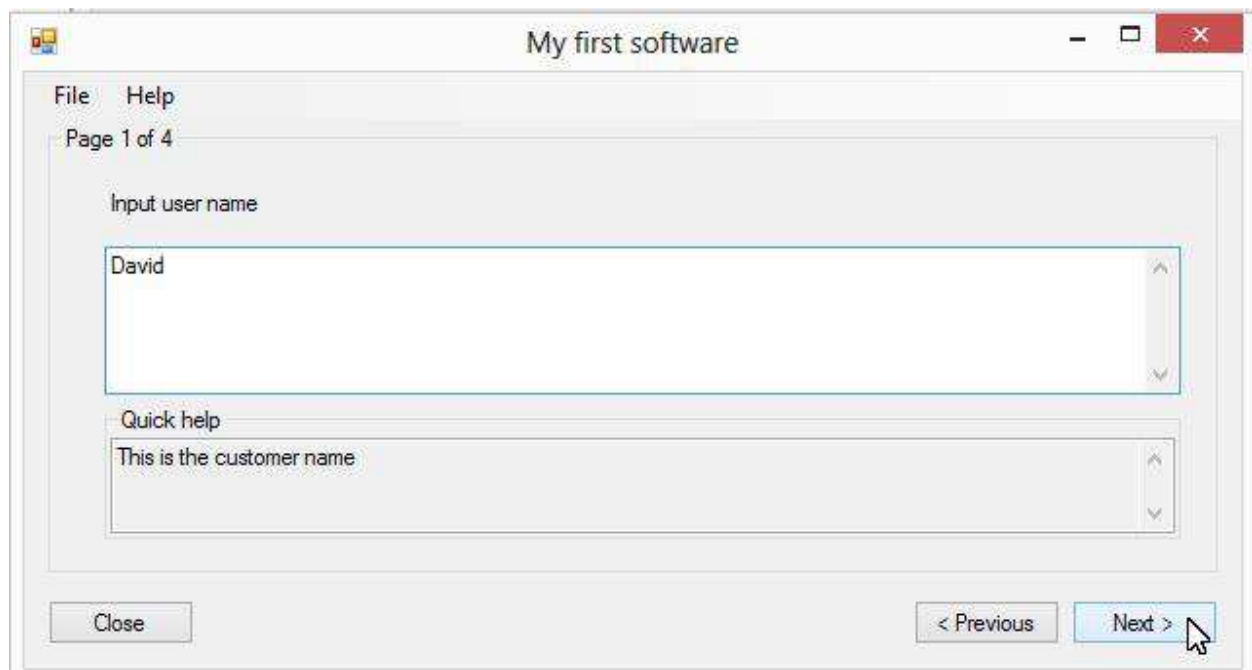 My first software
File Help
Page 1 of 4
Input user name
David
Quick help
This is the customer name
Close < Previous Next >